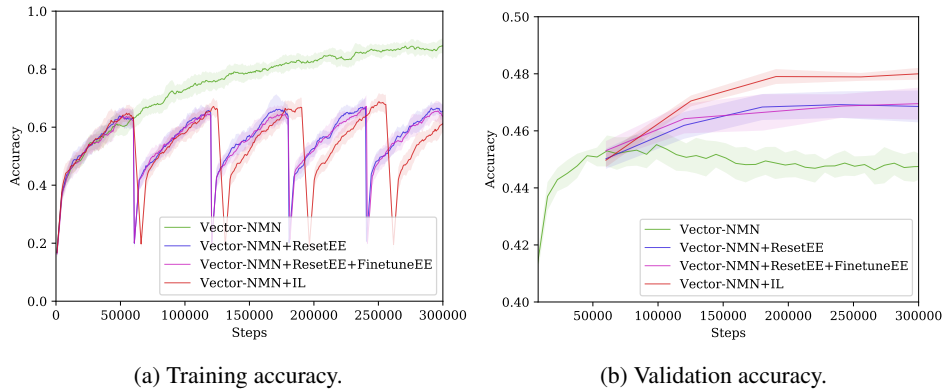 1.0
0.8
0.6
0.4
0.2
0.0
Accuracy
0
50000
100000
150000
200000
250000
300000
Steps
Vector-NMN
Vector-NMN+ResetEE
Vector-NMN+ResetEE+FinetuneEE
Vector-NMN+IL
(a) Training accuracy.
0.50
0.48
0.46
0.44
0.42
0.40
Accuracy
50000
100000
150000
200000
250000
300000
Steps
Vector-NMN
Vector-NMN+ResetEE
Vector-NMN+ResetEE+FinetuneEE
Vector-NMN+IL
(b) Validation accuracy.